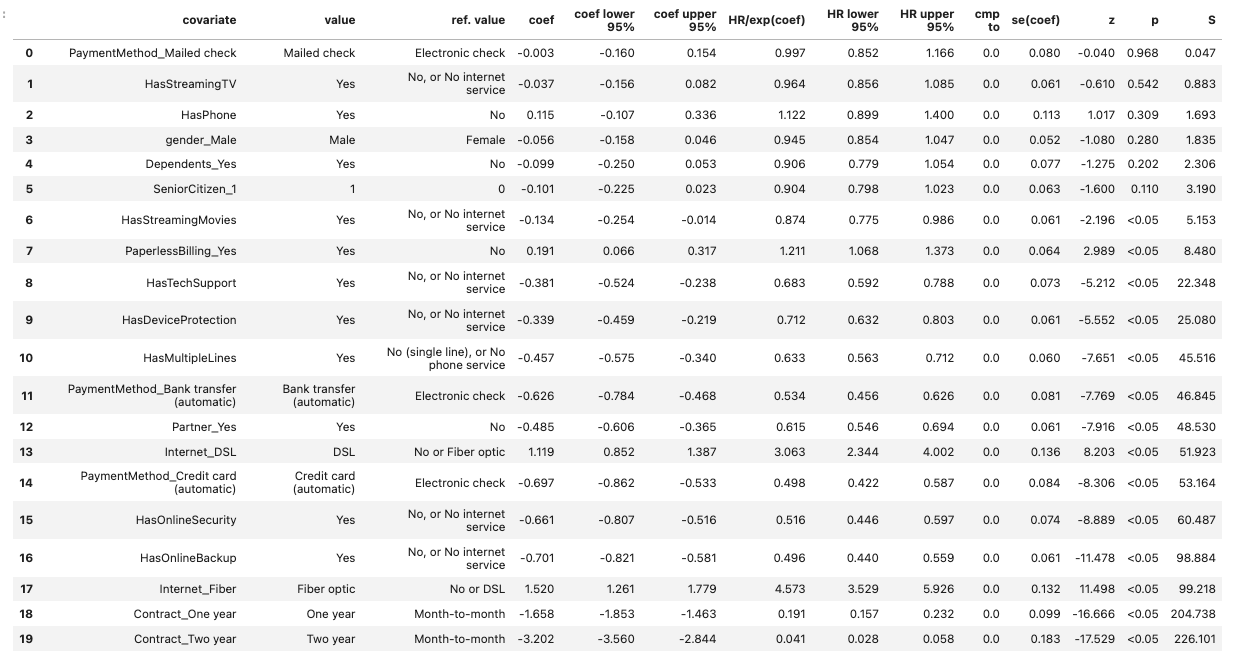 :
covariate value ref. value coef coef lower 95% coef upper 95% HR/exp(coef) HR lower 95% HR upper 95% cmp to se(coef) z p S
0 PaymentMethod_Mailed check Mailed check Electronic check -0.003 -0.160 0.154 0.997 0.852 1.166 0.0 0.080 -0.040 0.968 0.047
1 HasStreamingTV Yes No, or No internet service -0.037 -0.156 0.082 0.964 0.856 1.085 0.0 0.061 -0.610 0.542 0.883
2 HasPhone Yes No 0.115 -0.107 0.336 1.122 0.899 1.400 0.0 0.113 1.017 0.309 1.693
3 gender_Male Male Female -0.056 -0.158 0.046 0.945 0.854 1.047 0.0 0.052 -1.080 0.280 1.835
4 Dependents_Yes Yes No -0.099 -0.250 0.053 0.906 0.779 1.054 0.0 0.077 -1.275 0.202 2.306
5 SeniorCitizen_1 1 0 -0.101 -0.225 0.023 0.904 0.798 1.023 0.0 0.063 -1.600 0.110 3.190
6 HasStreamingMovies Yes No, or No internet service -0.134 -0.254 -0.014 0.874 0.775 0.986 0.0 0.061 -2.196 <0.05 5.153
7 PaperlessBilling_Yes Yes No 0.191 0.066 0.317 1.211 1.068 1.373 0.0 0.064 2.989 <0.05 8.480
8 HasTechSupport Yes No, or No internet service -0.381 -0.524 -0.238 0.683 0.592 0.788 0.0 0.073 -5.212 <0.05 22.348
9 HasDeviceProtection Yes No, or No internet service -0.339 -0.459 -0.219 0.712 0.632 0.803 0.0 0.061 -5.552 <0.05 25.080
10 HasMultipleLines Yes No (single line), or No phone service -0.457 -0.575 -0.340 0.633 0.563 0.712 0.0 0.060 -7.651 <0.05 45.516
11 PaymentMethod_Bank transfer (automatic) Bank transfer (automatic) Electronic check -0.626 -0.784 -0.468 0.534 0.456 0.626 0.0 0.081 -7.769 <0.05 46.845
12 Partner_Yes Yes No -0.485 -0.606 -0.365 0.615 0.546 0.694 0.0 0.061 -7.916 <0.05 48.530
13 Internet_DSL DSL No or Fiber optic 1.119 0.852 1.387 3.063 2.344 4.002 0.0 0.136 8.203 <0.05 51.923
14 PaymentMethod_Credit card (automatic) Credit card (automatic) Electronic check -0.697 -0.862 -0.533 0.498 0.422 0.587 0.0 0.084 -8.306 <0.05 53.164
15 HasOnlineSecurity Yes No, or No internet service -0.661 -0.807 -0.516 0.516 0.446 0.597 0.0 0.074 -8.889 <0.05 60.487
16 HasOnlineBackup Yes No, or No internet service -0.701 -0.821 -0.581 0.496 0.440 0.559 0.0 0.061 -11.478 <0.05 98.884
17 Internet_Fiber Fiber optic No or DSL 1.520 1.261 1.779 4.573 3.529 5.926 0.0 0.132 11.498 <0.05 99.218
18 Contract_One year One year Month-to-month -1.658 -1.853 -1.463 0.191 0.157 0.232 0.0 0.099 -16.666 <0.05 204.738
19 Contract_Two year Two year Month-to-month -3.202 -3.560 -2.844 0.041 0.028 0.058 0.0 0.183 -17.529 <0.05 226.101